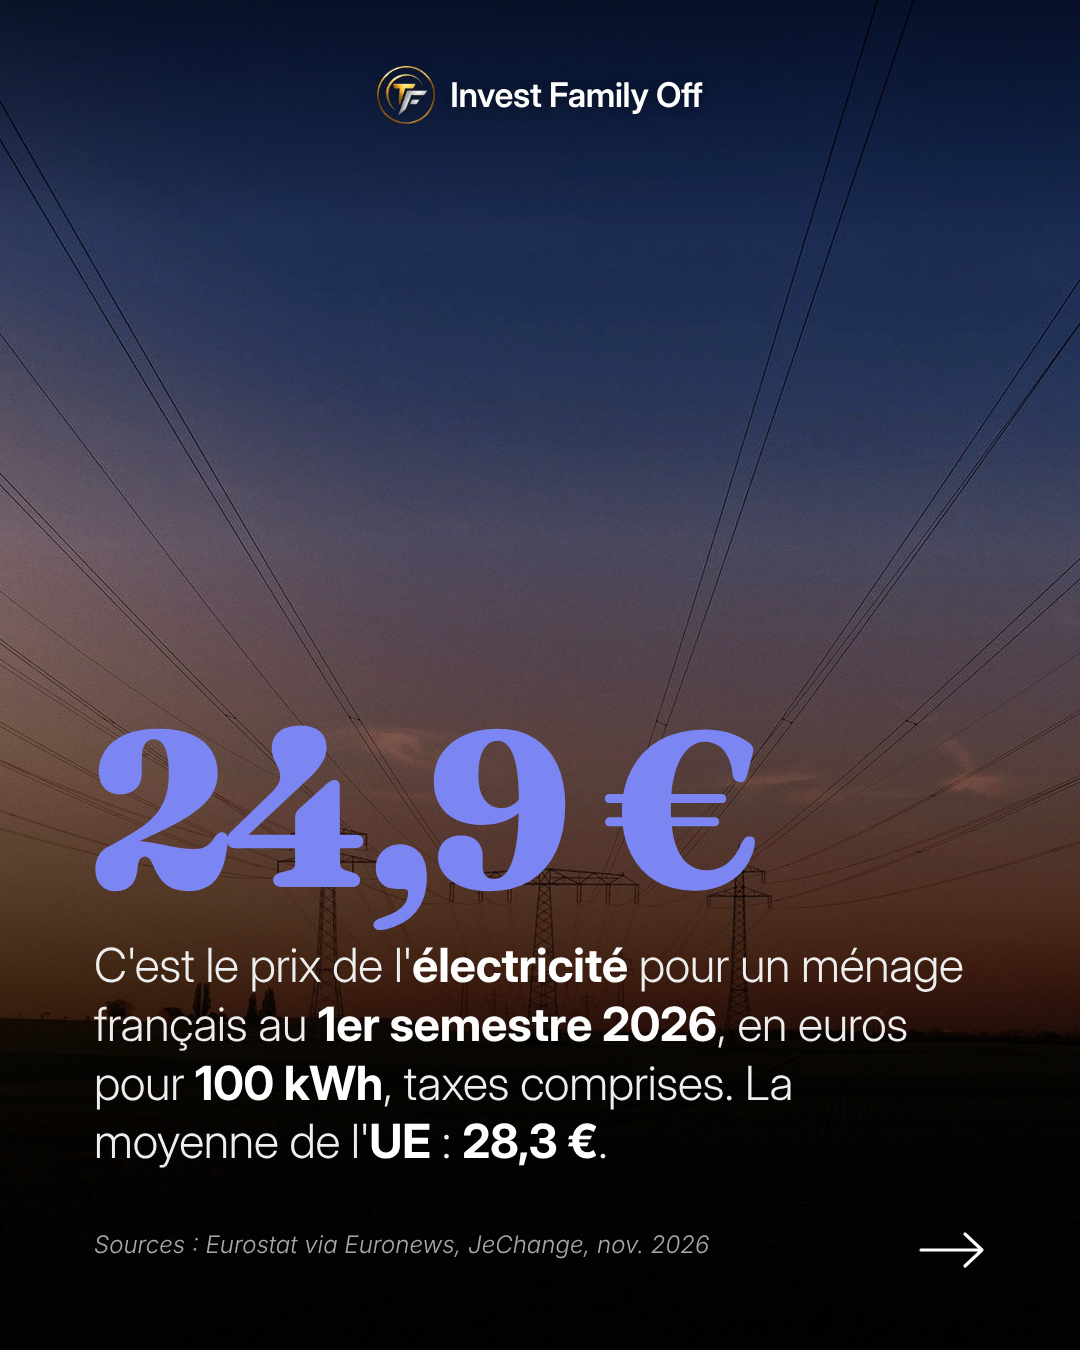 TF Invest Family Off
24,9 €
C'est le prix de l'électricité pour un ménage
français au 1er semestre 2026, en euros
pour 100 kWh, taxes comprises. La
moyenne de l'UE : 28,3 €.
Sources : Eurostat via Euronews, JeChange, nov. 2026